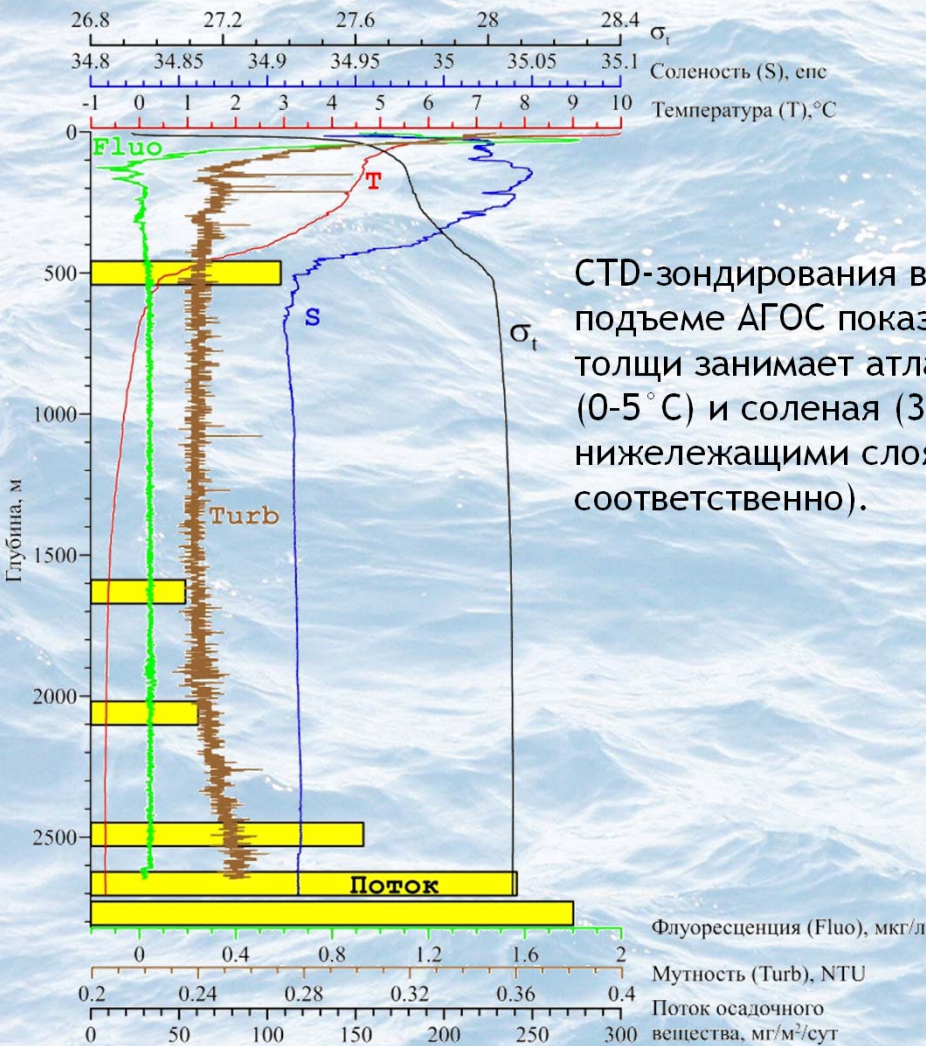 26.8 27.2 27.6 28 28.4
σt
34.8 34.85 34.9 34.95 35 35.05 35.1
Соленость (S), епс
-1 0 1 2 3 4 5 6 7 8 9 10
Температура (T),°C
0
Fluo
T
500
S
σt
CTD-зондирования в
подъеме АГОС показ
толщи занимает атла
(0-5°C) и соленая (3
нижележащими слоя
соответственно).
1000
Глубина, м
Turb
1500
2000
2500
Поток
Флуоресценция (Fluo), мкг/л
0 0.4 0.8 1.2 1.6 2
Мутность (Turb), NTU
0.2 0.24 0.28 0.32 0.36 0.4
Поток осадочного
вещества, мг/м²/сут
0 50 100 150 200 250 300